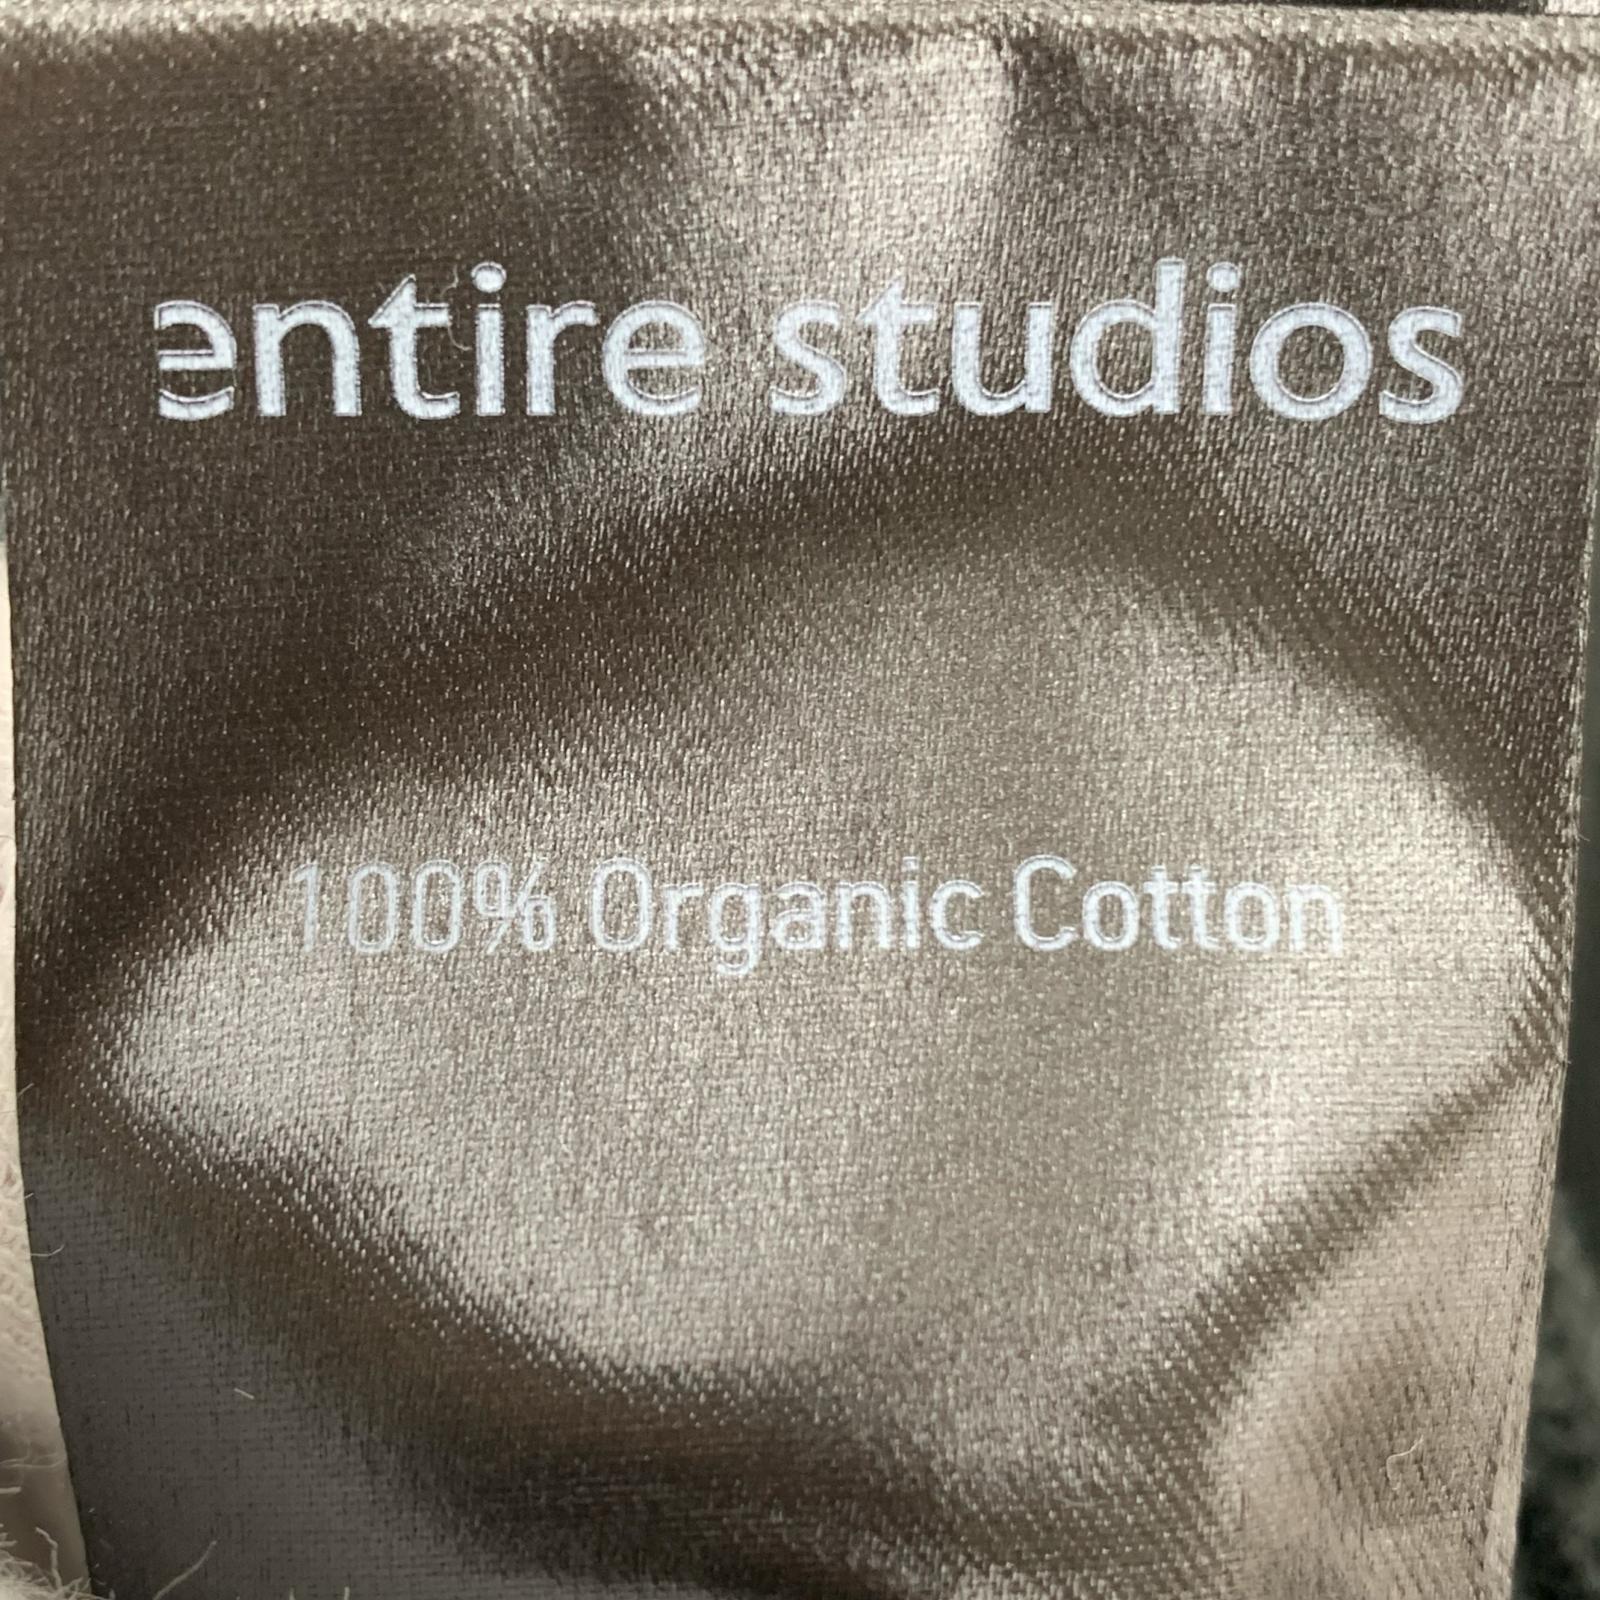 entire studios
100% Organic Cotton